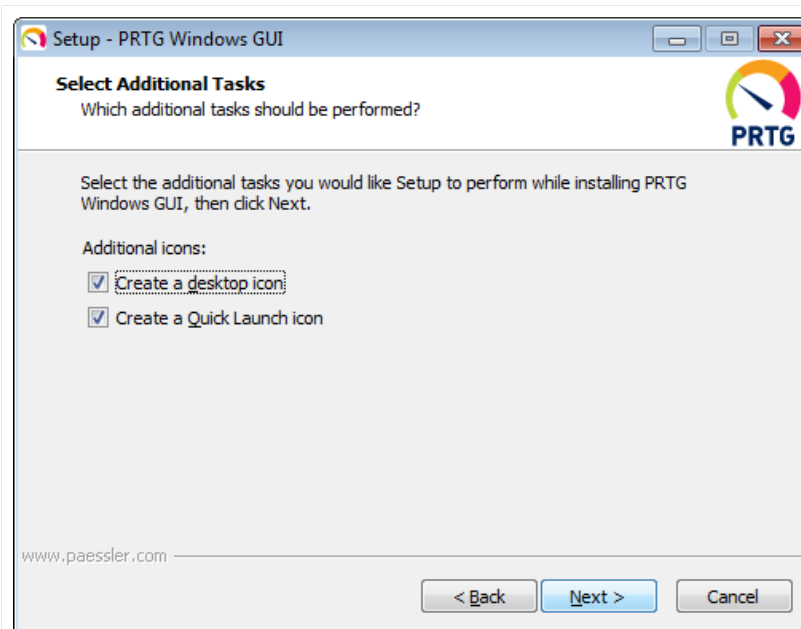 Setup - PRTG Windows GUI
Select Additional Tasks
Which additional tasks should be performed?
PRTG
Select the additional tasks you would like Setup to perform while installing PRTG
Windows GUI, then click Next.
Additional icons:
Create a desktop icon
Create a Quick Launch icon
www.paessler.com
< Back Next > Cancel